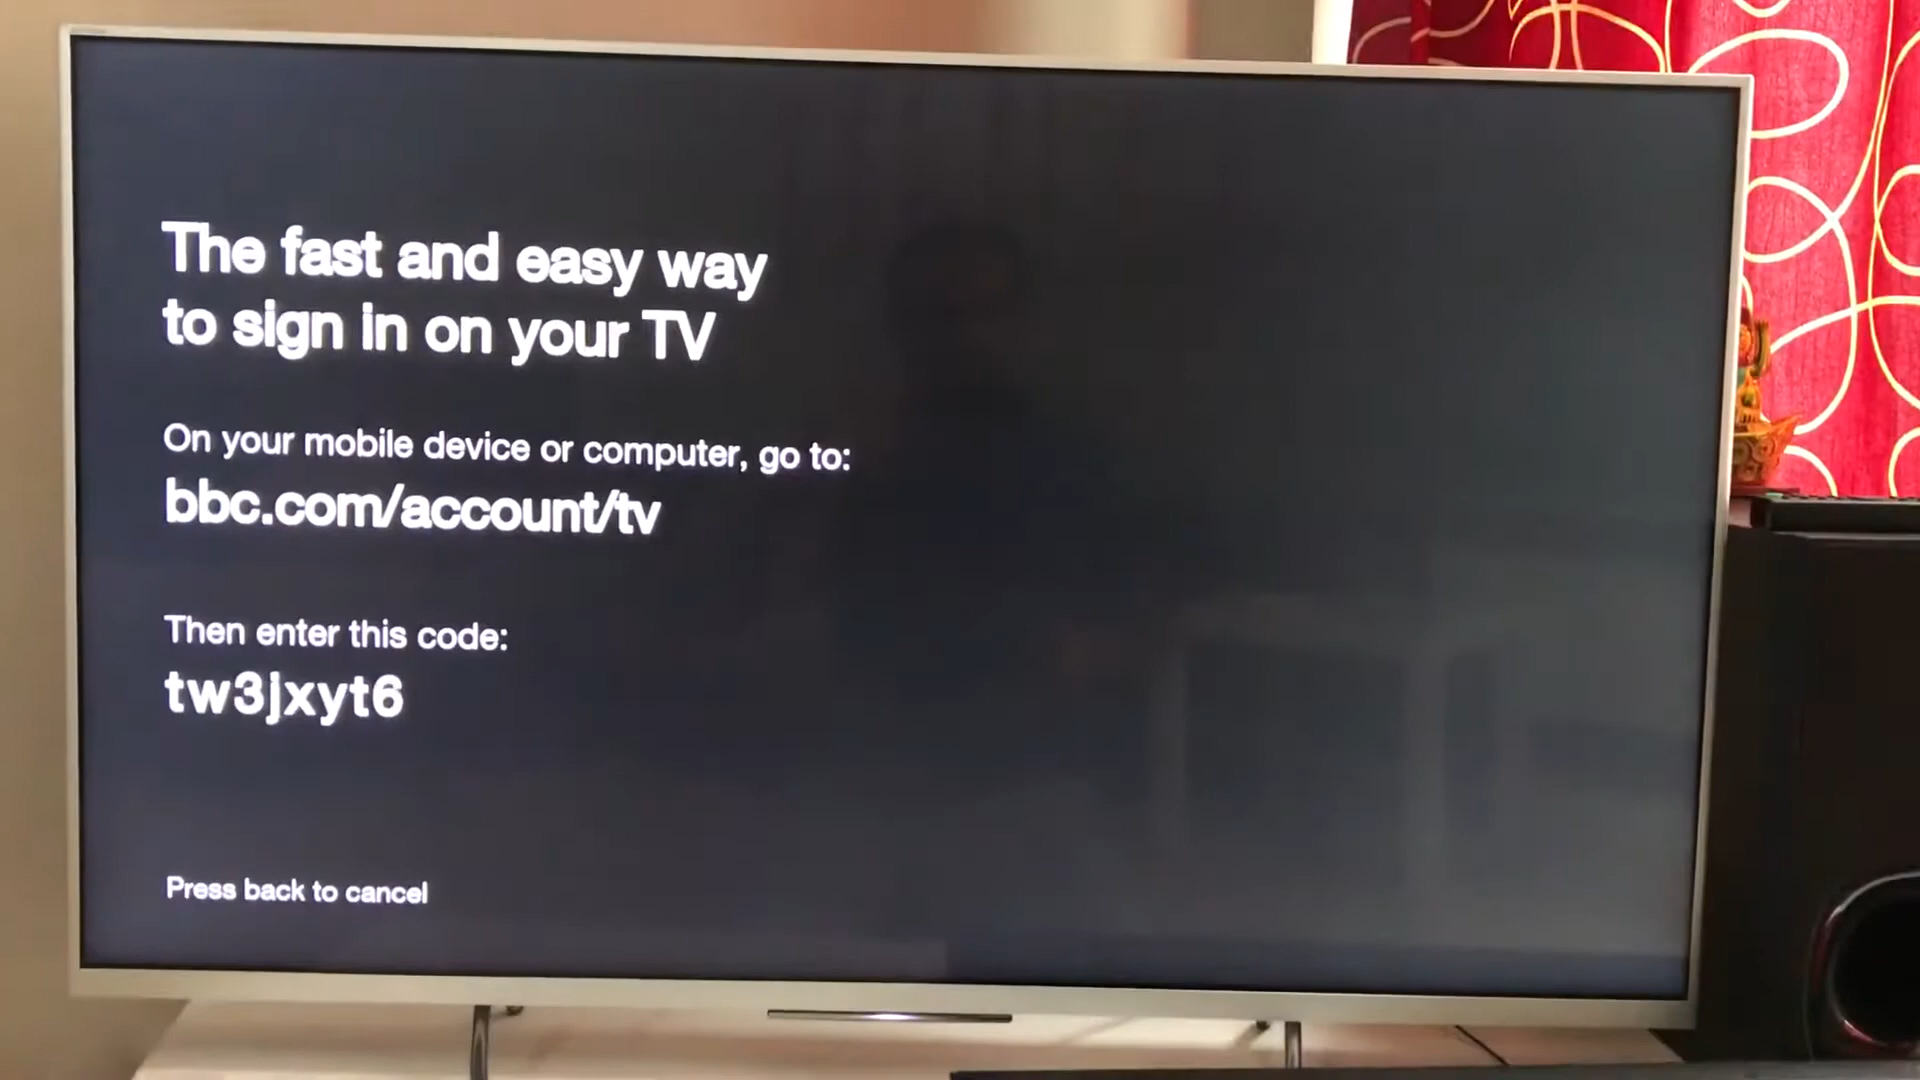 The fast and easy way
to sign in on your TV
On your mobile device or computer, go to:
bbc.com/account/tv
Then enter this code:
tw3jxyt6
Press back to cancel